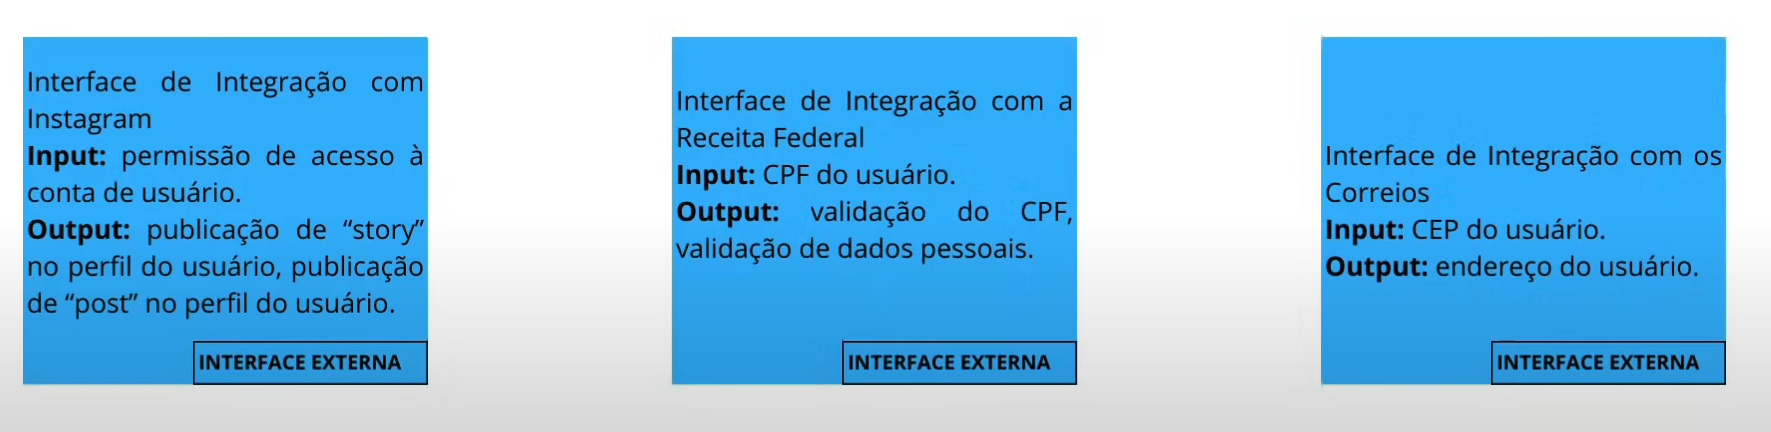 Interface de Integração com
Instagram
Input: permissão de acesso à
conta de usuário.
Output: publicação de “story”
no perfil do usuário, publicação
de “post” no perfil do usuário.
INTERFACE EXTERNA
Interface de Integração com a
Receita Federal
Input: CPF do usuário.
Output: validação do CPF,
validação de dados pessoais.
INTERFACE EXTERNA
Interface de Integração com os
Correios
Input: CEP do usuário.
Output: endereço do usuário.
INTERFACE EXTERNA